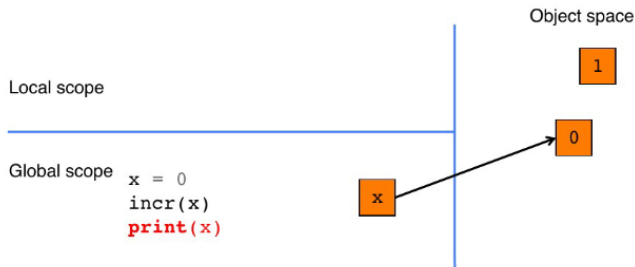 Object space
1
Local scope
0
Global scope
x = 0
incr(x)
print(x)
x